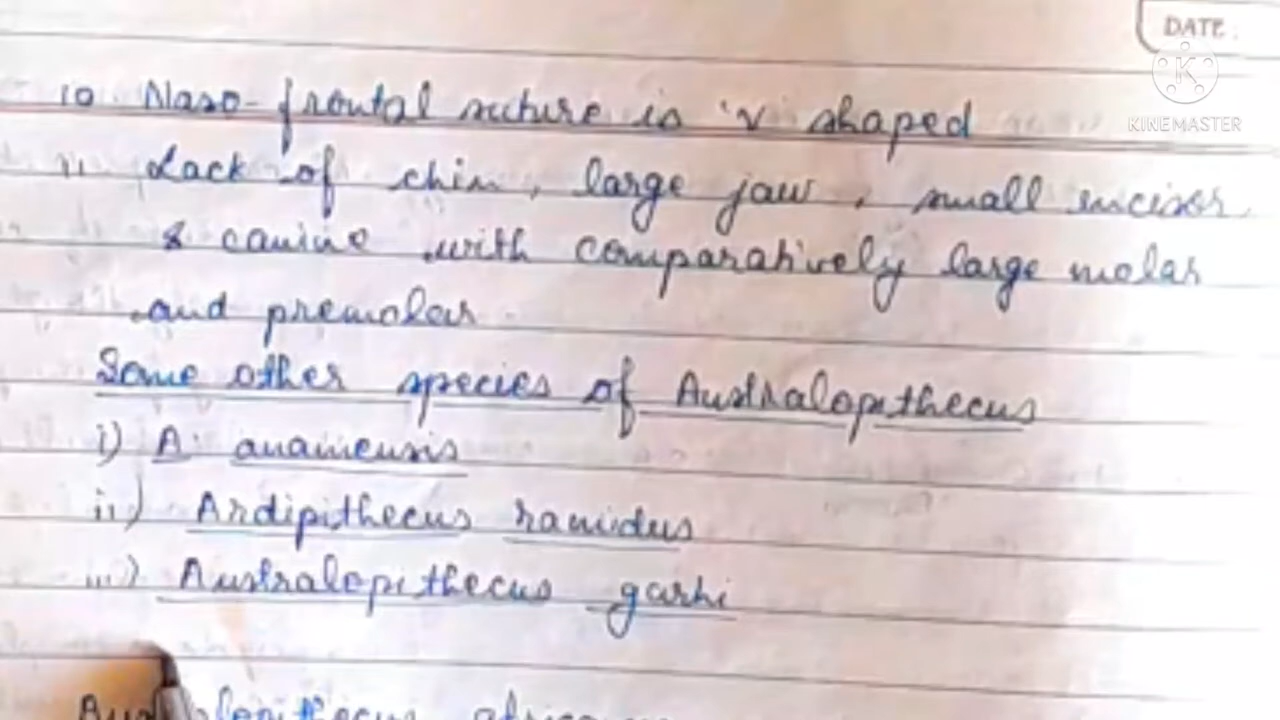 DATE:
KINEMASTER
10 Naso-frontal suture is 'V' shaped
11 Lack of chin, large jaw, small incisor
& canine with comparatively large molar
and premolar
Some other species of Australopithecus
i) A. anamensis
ii) Ardipithecus ramidus
iii) Australopithecus garhi